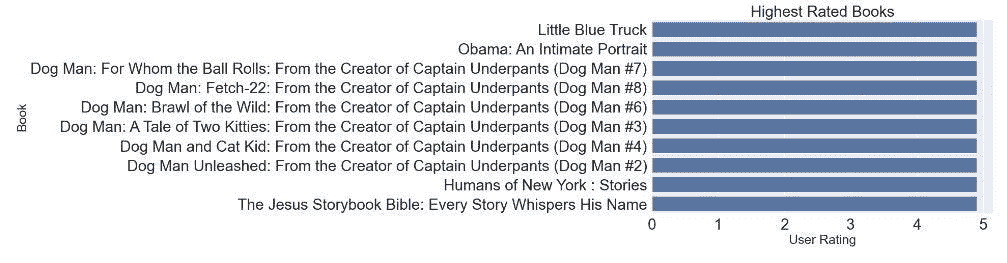 Highest Rated Books
Little Blue Truck
Obama: An Intimate Portrait
Dog Man: For Whom the Ball Rolls: From the Creator of Captain Underpants (Dog Man #7)
Dog Man: Fetch-22: From the Creator of Captain Underpants (Dog Man #8)
Dog Man: Brawl of the Wild: From the Creator of Captain Underpants (Dog Man #6)
Dog Man: A Tale of Two Kitties: From the Creator of Captain Underpants (Dog Man #3)
Dog Man and Cat Kid: From the Creator of Captain Underpants (Dog Man #4)
Dog Man Unleashed: From the Creator of Captain Underpants (Dog Man #2)
Humans of New York : Stories
The Jesus Storybook Bible: Every Story Whispers His Name
Book
0 1 2 3 4 5
User Rating